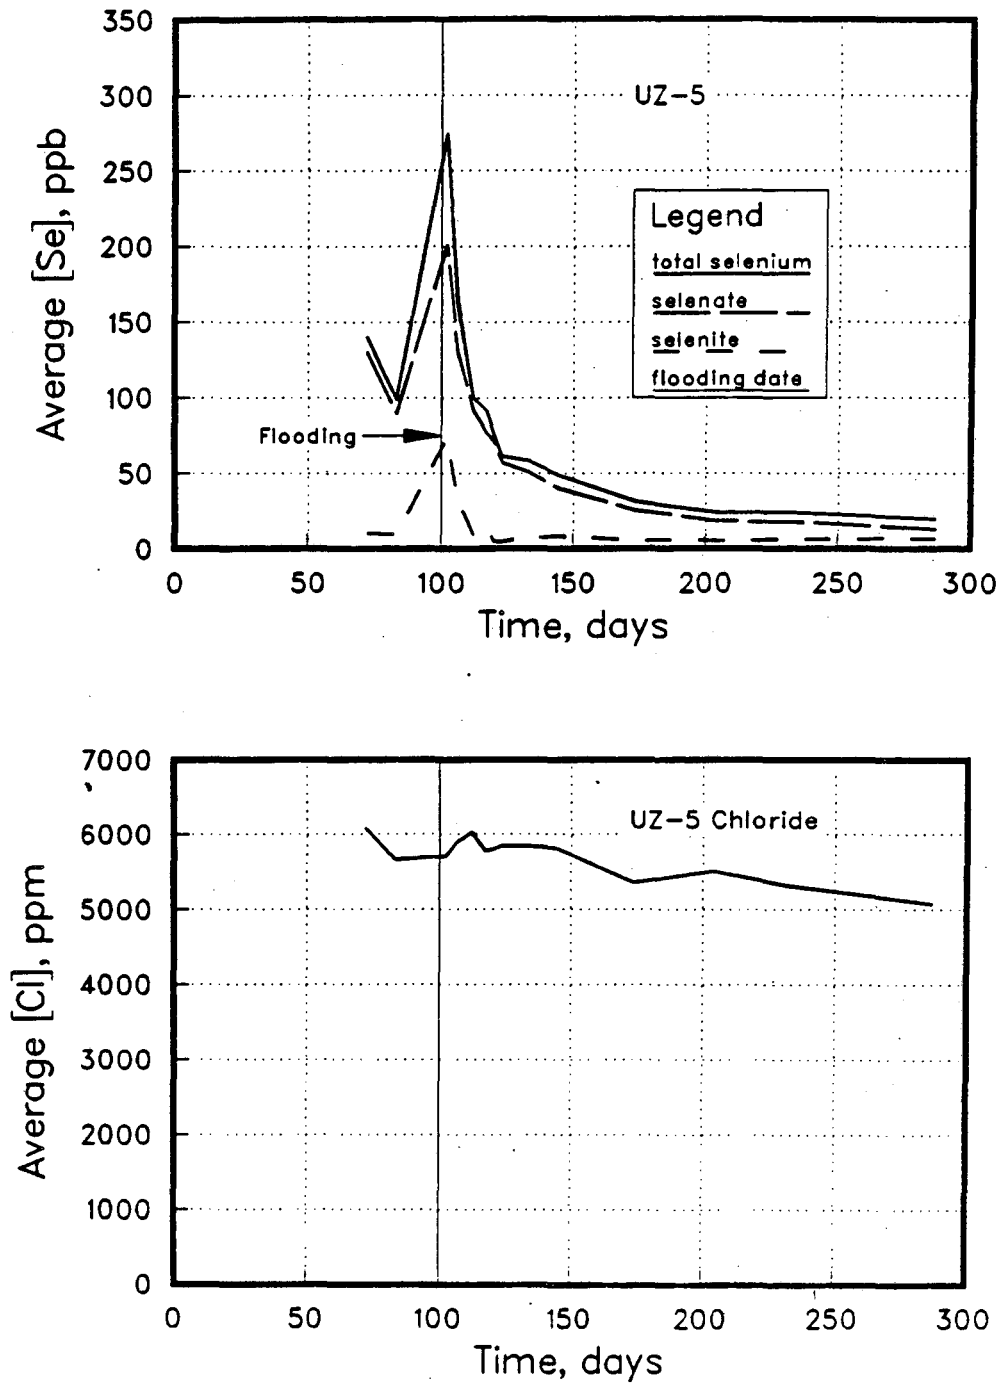 350
300
250
200
150
100
50
0
Average [Se], ppb
UZ-5
Legend
total selenium
selenate
selenite
flooding date
Flooding
0 50 100 150 200 250 300
Time, days
7000
6000
5000
4000
3000
2000
1000
0
Average [Cl], ppm
UZ-5 Chloride
0 50 100 150 200 250 300
Time, days